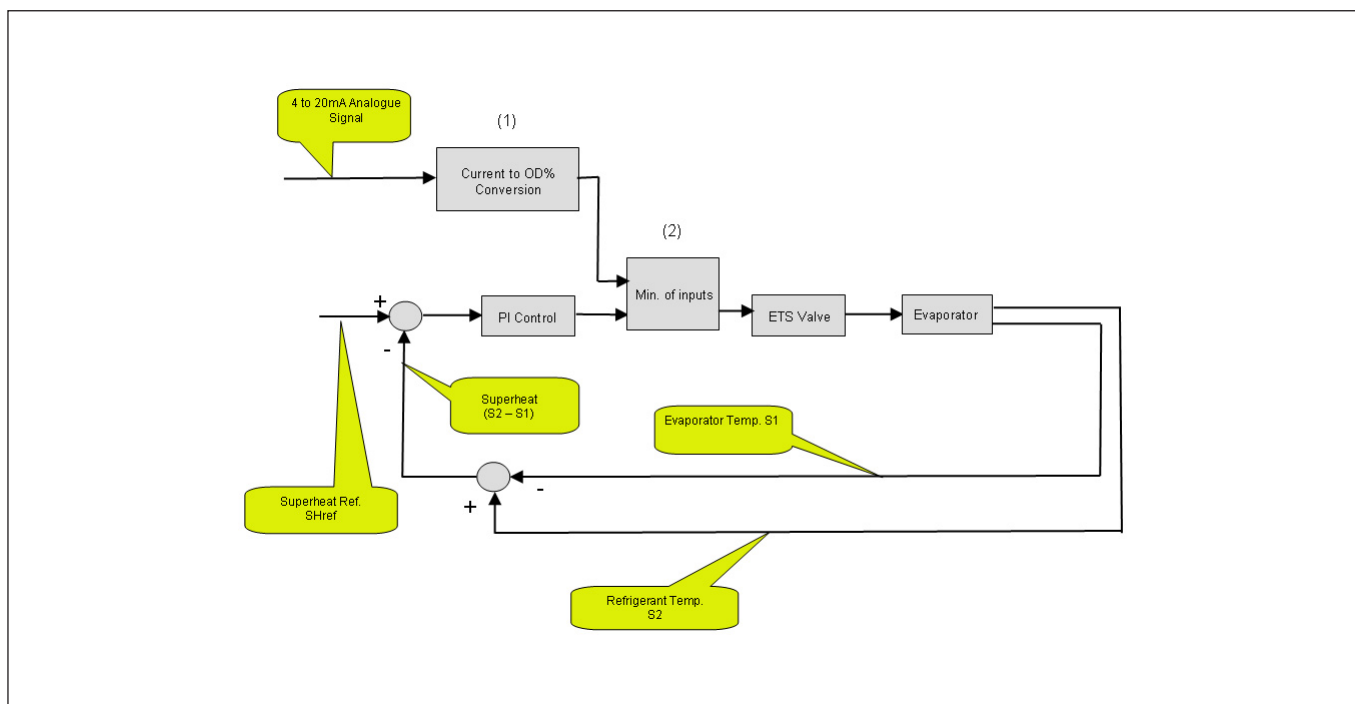 4 to 20mA Analogue
Signal
(1)
Current to OD%
Conversion
(2)
Min. of inputs
+
-
PI Control
ETS Valve
Evaporator
Superheat
(S2 – S1)
Evaporator Temp. S1
Superheat Ref.
SHref
+
-
Refrigerant Temp.
S2